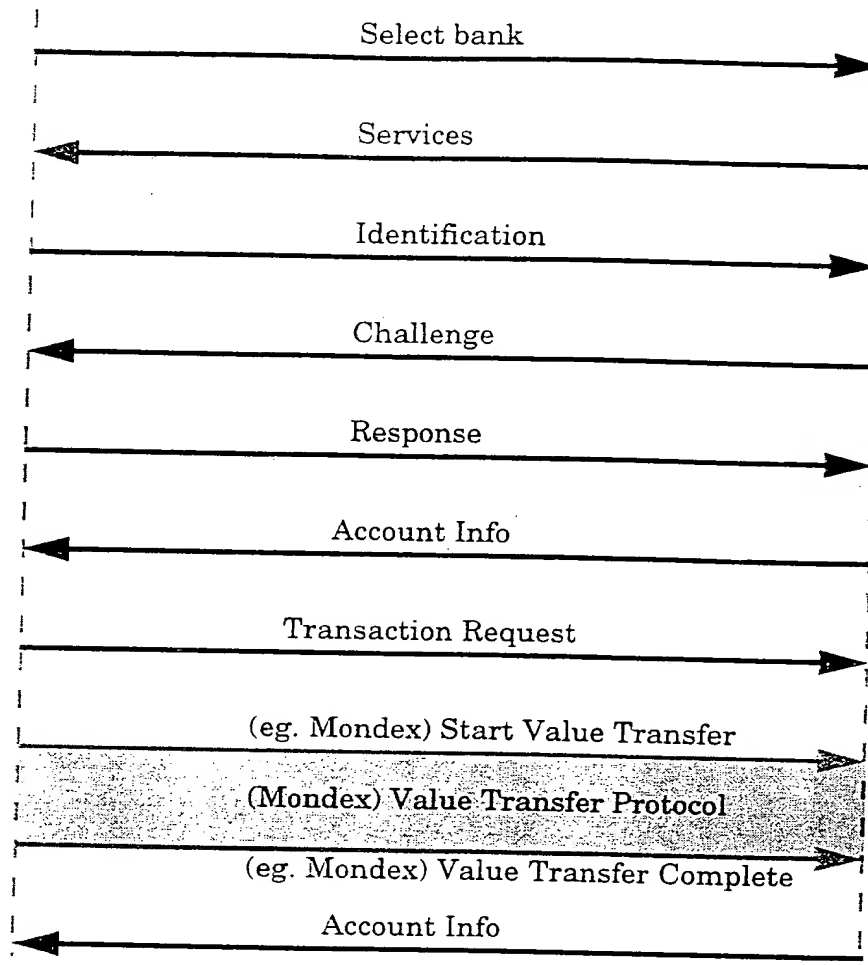 Select bank
Services
Identification
Challenge
Response
Account Info
Transaction Request
(eg. Mondex) Start Value Transfer
(Mondex) Value Transfer Protocol
(eg. Mondex) Value Transfer Complete
Account Info